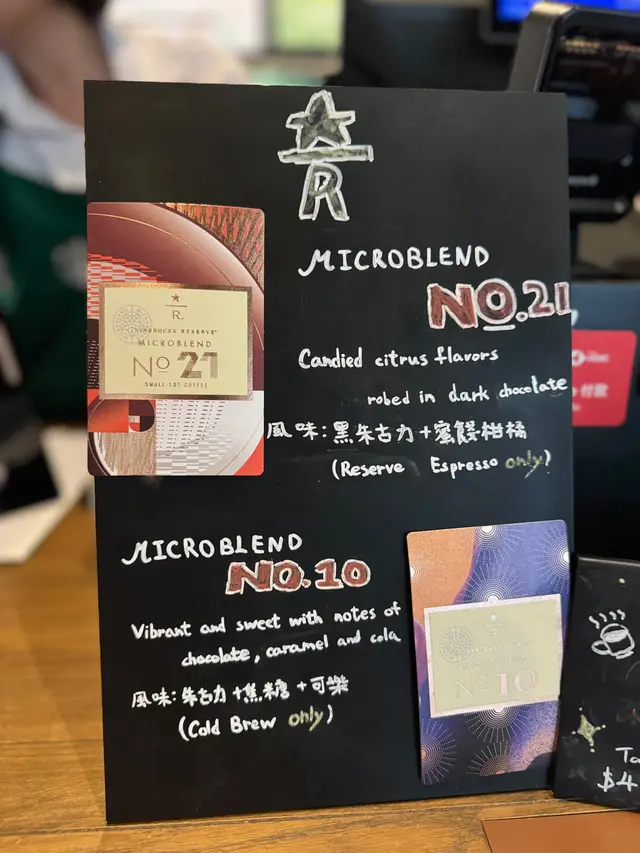 R
MICROBLEND
NO.21
Candied citrus flavors
robed in dark chocolate
風味:黑朱古力+蜜餞柑橘
(Reserve Espresso only)
R
STARBUCKS RESERVE
MICROBLEND
No 21
SMALL-LOT COFFEE
付款
MICROBLEND
NO.10
Vibrant and sweet with notes of
chocolate, caramel and cola
風味:朱古力+焦糖+可樂
(Cold Brew only)
R
No 10
$4